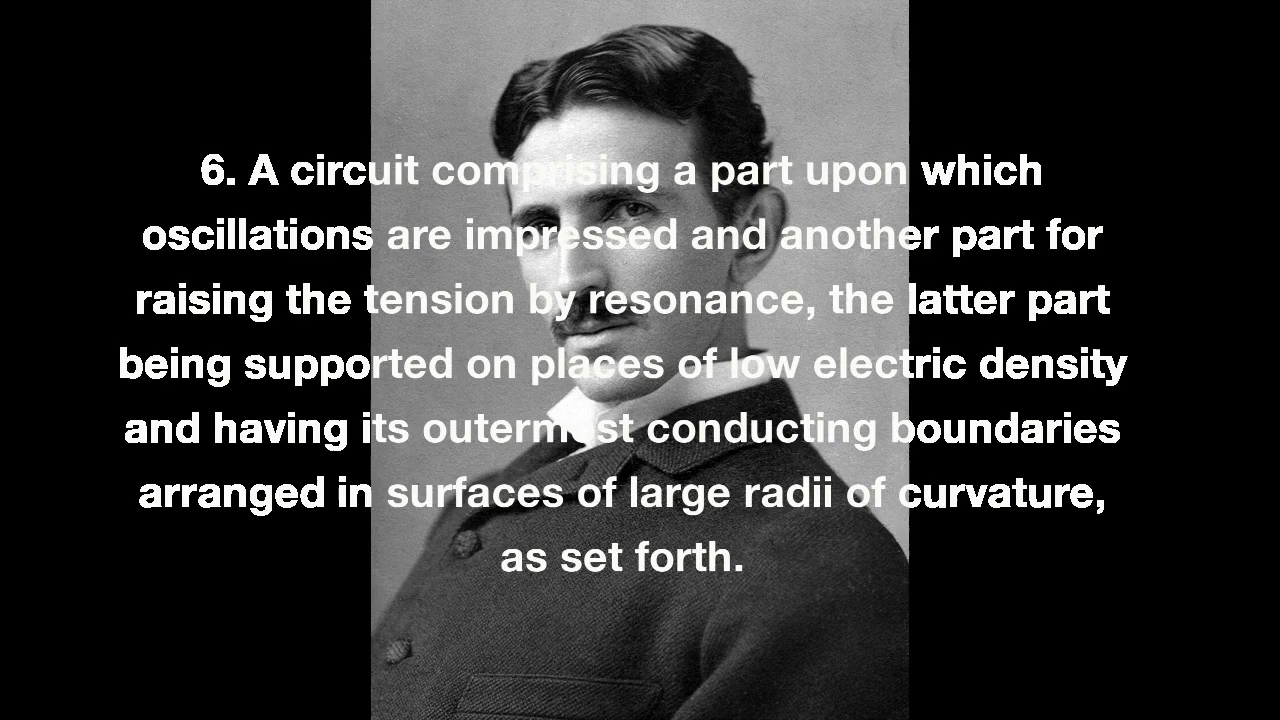 6. A circuit comprising a part upon which
oscillations are impressed and another part for
raising the tension by resonance, the latter part
being supported on places of low electric density
and having its outermost conducting boundaries
arranged in surfaces of large radii of curvature,
as set forth.